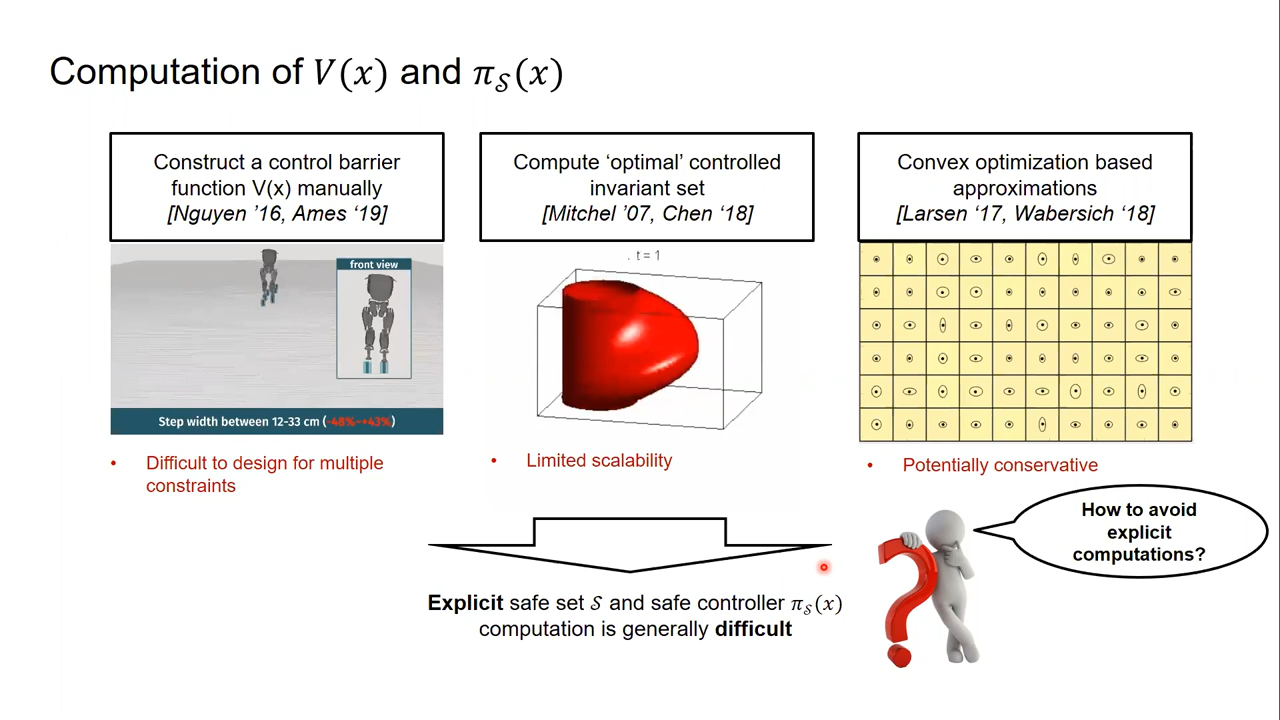 Computation of V(x) and π_𝒮(x)
Construct a control barrier
function V(x) manually
[Nguyen ’16, Ames ‘19]
Compute ‘optimal’ controlled
invariant set
[Mitchel ’07, Chen ‘18]
Convex optimization based
approximations
[Larsen ‘17, Wabersich ‘18]
front view
Step width between 12-33 cm (-48%~+43%)
. t = 1
• Difficult to design for multiple
constraints
• Limited scalability
• Potentially conservative
How to avoid
explicit
computations?
Explicit safe set 𝒮 and safe controller π_𝒮(x)
computation is generally difficult